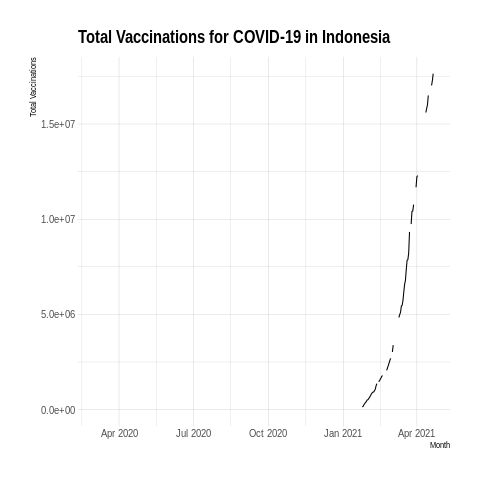 Total Vaccinations for COVID-19 in Indonesia
Total Vaccinations
1.5e+07
1.0e+07
5.0e+06
0.0e+00
Apr 2020 Jul 2020 Oct 2020 Jan 2021 Apr 2021
Month